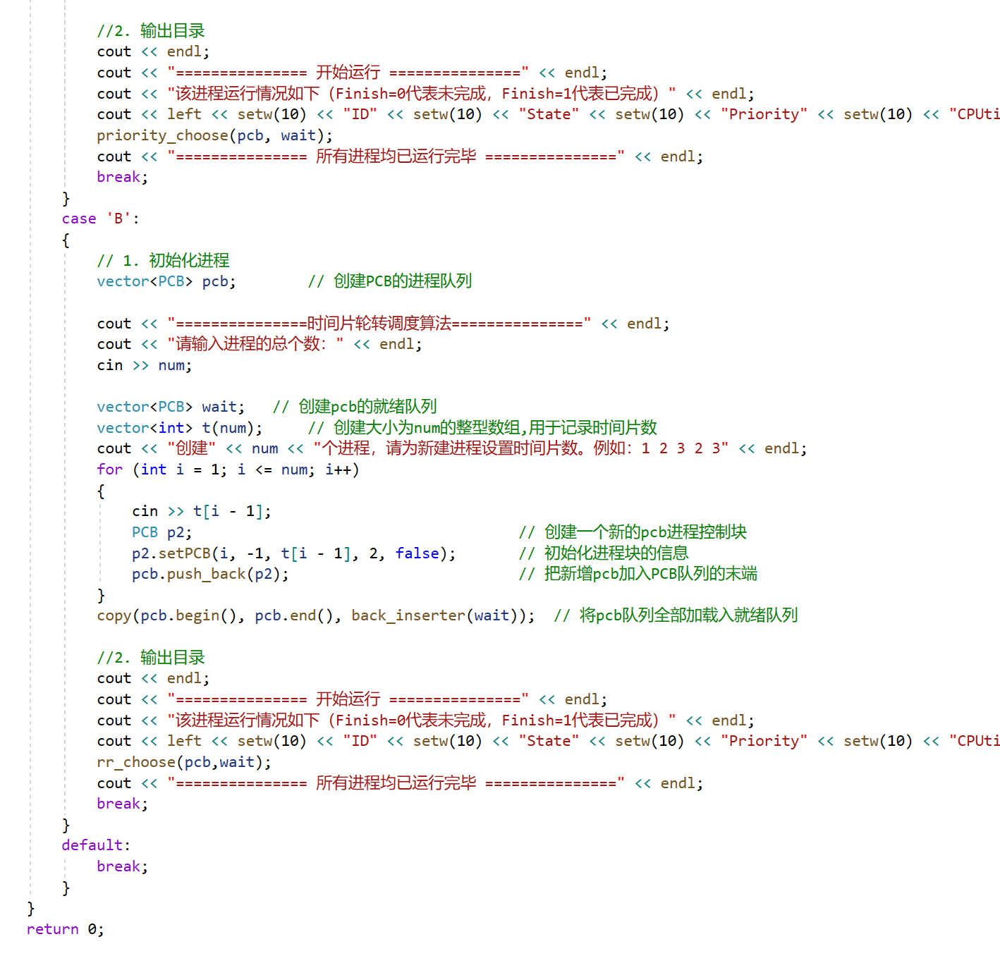 //2. 输出目录
cout << endl;
cout << "=============== 开始运行 ===============" << endl;
cout << "该进程运行情况如下（Finish=0代表未完成，Finish=1代表已完成）" << endl;
cout << left << setw(10) << "ID" << setw(10) << "State" << setw(10) << "Priority" << setw(10) << "CPUti
priority_choose(pcb, wait);
cout << "=============== 所有进程均已运行完毕 ===============" << endl;
break;
}
case 'B':
{
// 1. 初始化进程
vector<PCB> pcb;        // 创建PCB的进程队列
cout << "===============时间片轮转调度算法===============" << endl;
cout << "请输入进程的总个数：" << endl;
cin >> num;
vector<PCB> wait;   // 创建pcb的就绪队列
vector<int> t(num);     // 创建大小为num的整型数组,用于记录时间片数
cout << "创建" << num << "个进程，请为新建进程设置时间片数。例如：1 2 3 2 3" << endl;
for (int i = 1; i <= num; i++)
{
cin >> t[i - 1];
PCB p2;                                     // 创建一个新的pcb进程控制块
p2.setPCB(i, -1, t[i - 1], 2, false);       // 初始化进程块的信息
pcb.push_back(p2);                          // 把新增pcb加入PCB队列的末端
}
copy(pcb.begin(), pcb.end(), back_inserter(wait));  // 将pcb队列全部加载入就绪队列
//2. 输出目录
cout << endl;
cout << "=============== 开始运行 ===============" << endl;
cout << "该进程运行情况如下（Finish=0代表未完成，Finish=1代表已完成）" << endl;
cout << left << setw(10) << "ID" << setw(10) << "State" << setw(10) << "Priority" << setw(10) << "CPUti
rr_choose(pcb,wait);
cout << "=============== 所有进程均已运行完毕 ===============" << endl;
break;
}
default:
break;
}
}
return 0;